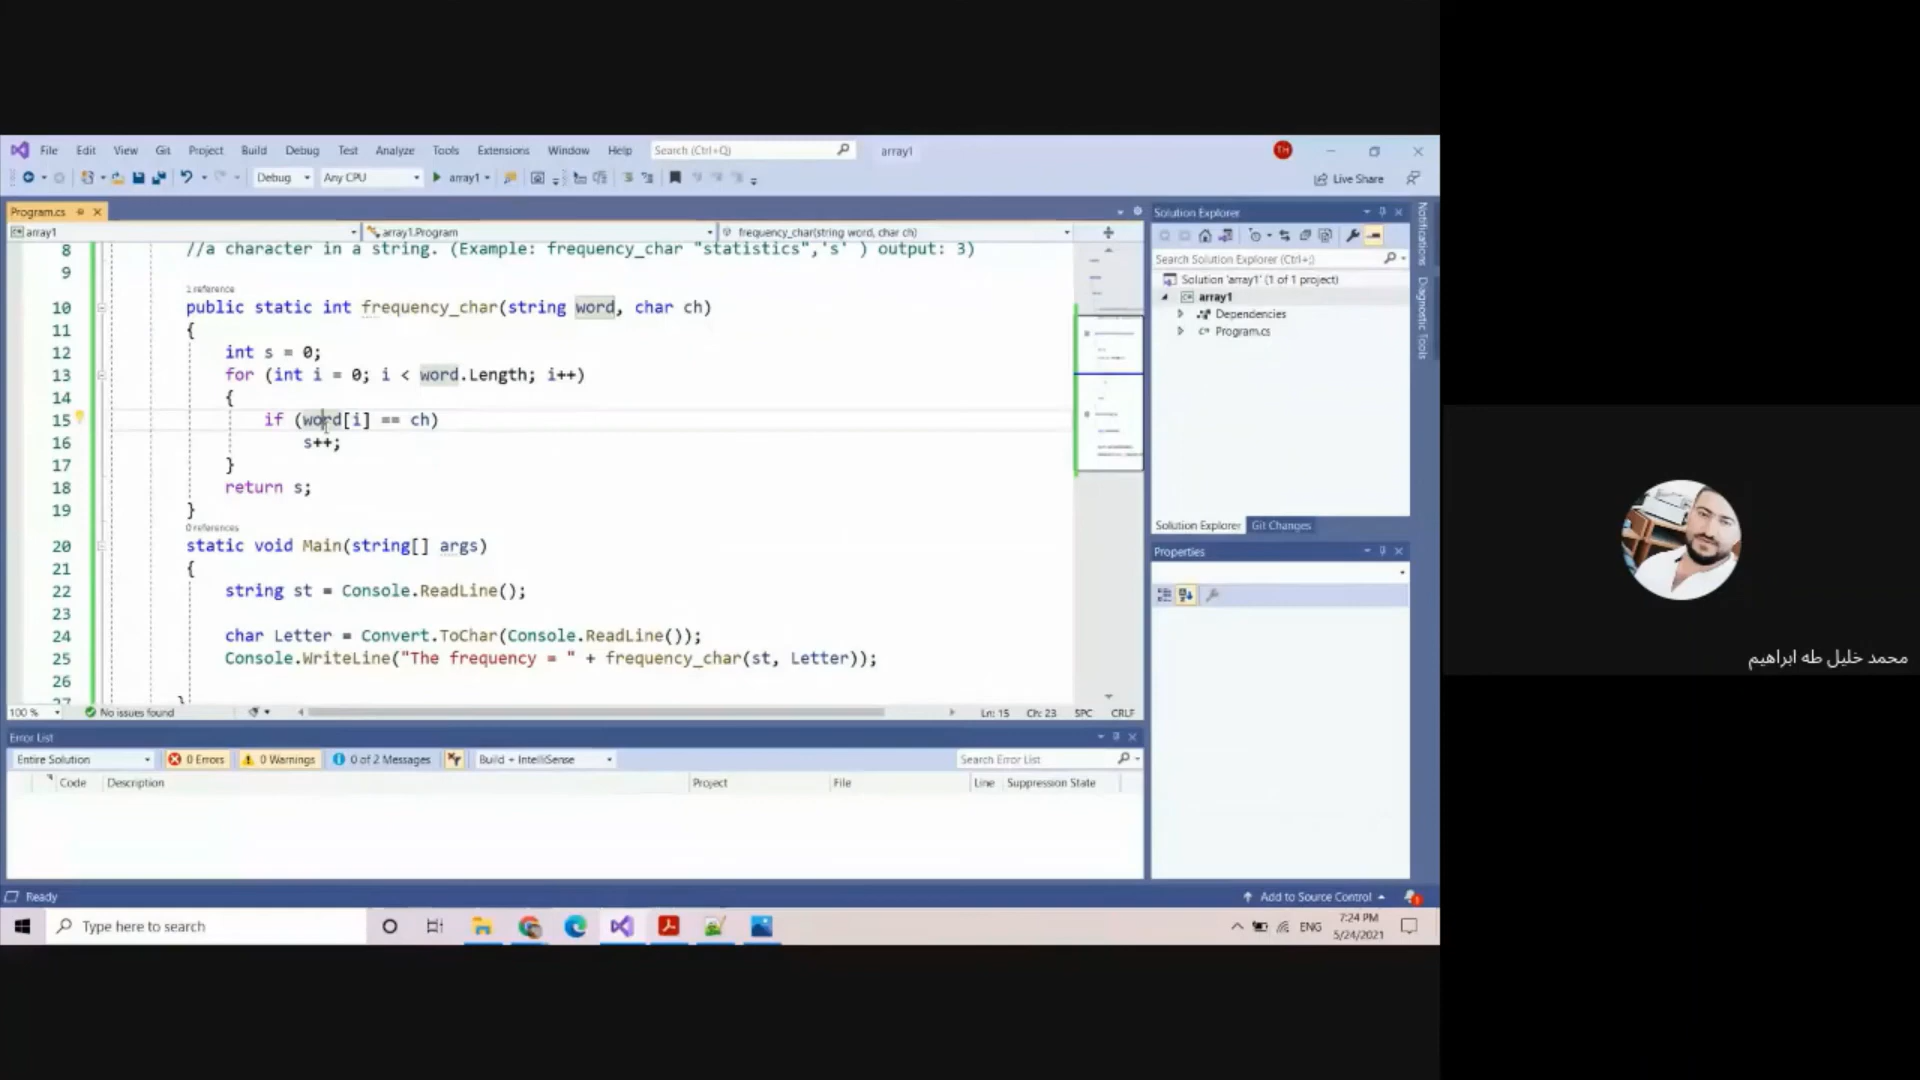 File Edit View Git Project Build Debug Test Analyze Tools Extensions Window Help Search (Ctrl+Q) array1
TH
Debug Any CPU array1 Live Share
Program.cs
array1 array1.Program frequency_char(string word, char ch)
8 //a character in a string. (Example: frequency_char "statistics",'s' ) output: 3)
9
1 reference
10 public static int frequency_char(string word, char ch)
11 {
12 int s = 0;
13 for (int i = 0; i < word.Length; i++)
14 {
15 if (word[i] == ch)
16 s++;
17 }
18 return s;
19 }
0 references
20 static void Main(string[] args)
21 {
22 string st = Console.ReadLine();
23
24 char Letter = Convert.ToChar(Console.ReadLine());
25 Console.WriteLine("The frequency = " + frequency_char(st, Letter));
26
27 }
100 % No issues found Ln: 15 Ch: 23 SPC CRLF
Error List
Entire Solution 0 Errors 0 Warnings 0 of 2 Messages Build + IntelliSense Search Error List
Code Description Project File Line Suppression State
Solution Explorer
Search Solution Explorer (Ctrl+;)
Solution 'array1' (1 of 1 project)
array1
Dependencies
Program.cs
Solution Explorer Git Changes
Properties
Notifications
Diagnostic Tools
Ready Add to Source Control
Type here to search ENG 7:24 PM
5/24/2021
محمد خليل طه ابراهيم